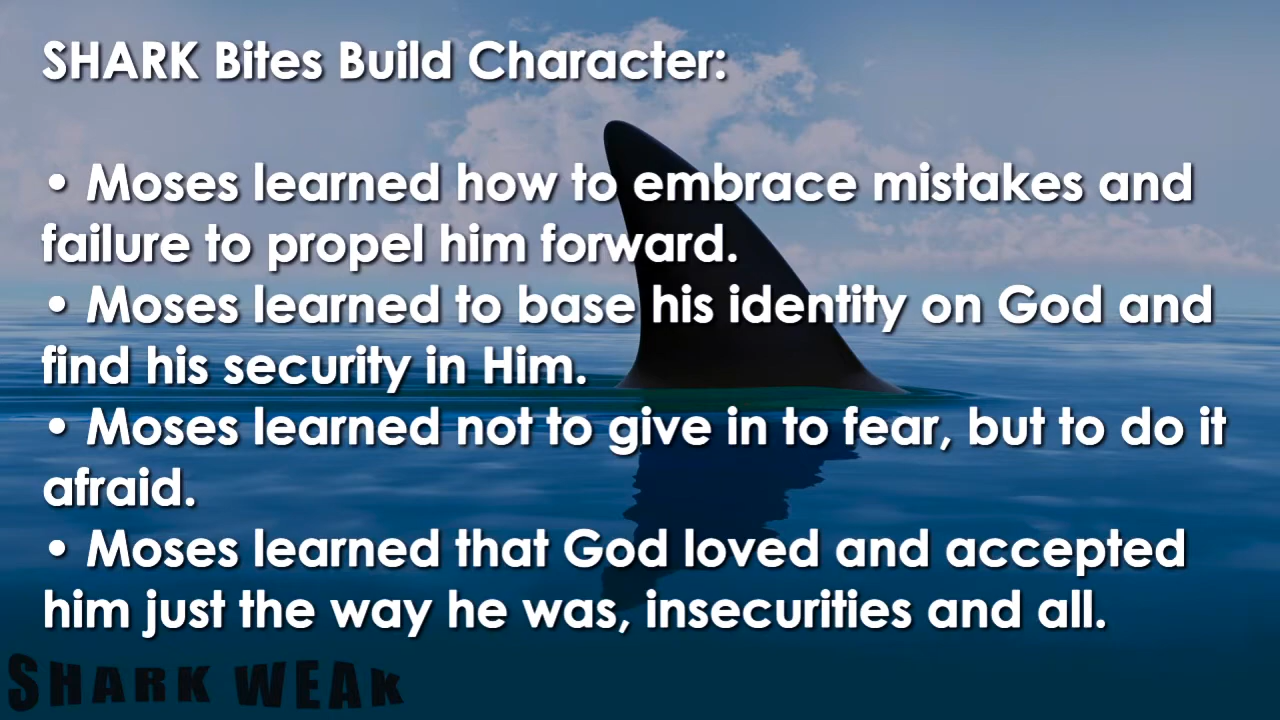 SHARK Bites Build Character:
• Moses learned how to embrace mistakes and
failure to propel him forward.
• Moses learned to base his identity on God and
find his security in Him.
• Moses learned not to give in to fear, but to do it
afraid.
• Moses learned that God loved and accepted
him just the way he was, insecurities and all.
SHARK WEAK